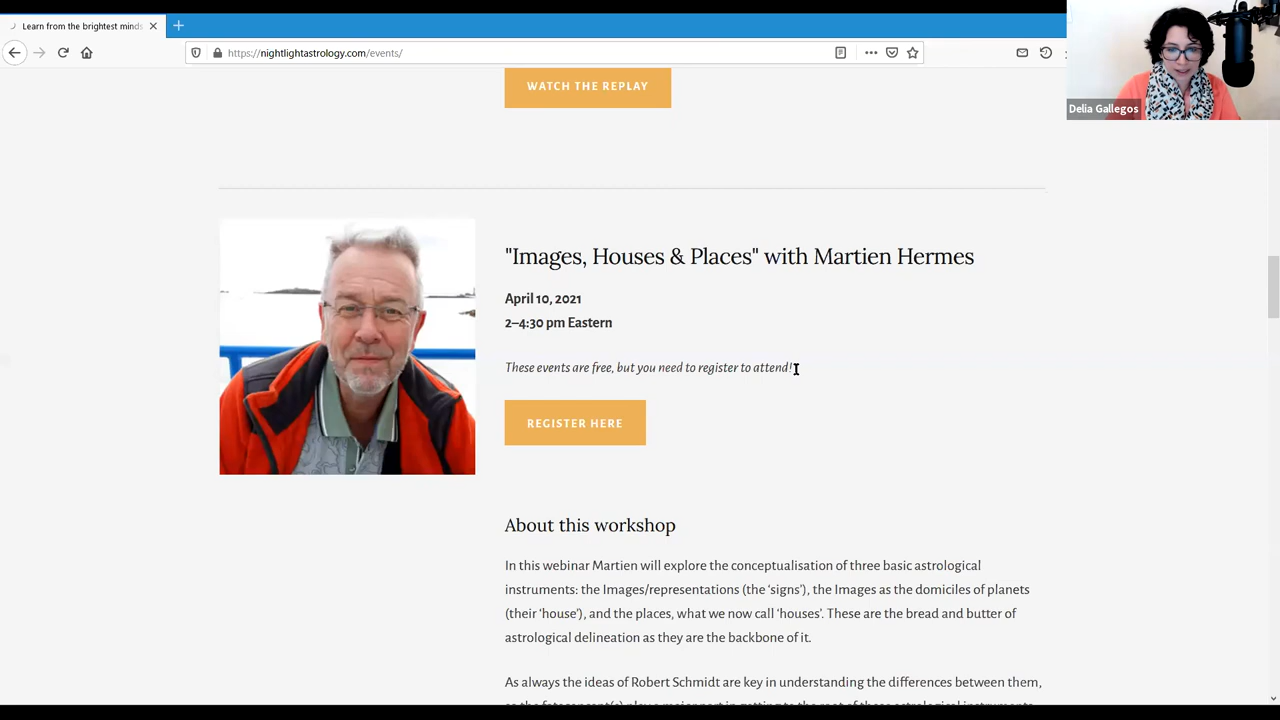 Learn from the brightest minds
https://nightlightastrology.com/events/
Delia Gallegos
WATCH THE REPLAY
"Images, Houses & Places" with Martien Hermes
April 10, 2021
2–4:30 pm Eastern
These events are free, but you need to register to attend!
REGISTER HERE
About this workshop
In this webinar Martien will explore the conceptualisation of three basic astrological
instruments: the Images/representations (the ‘signs’), the Images as the domiciles of planets
(their ‘house’), and the places, what we now call ‘houses’. These are the bread and butter of
astrological delineation as they are the backbone of it.
As always the ideas of Robert Schmidt are key in understanding the differences between them,